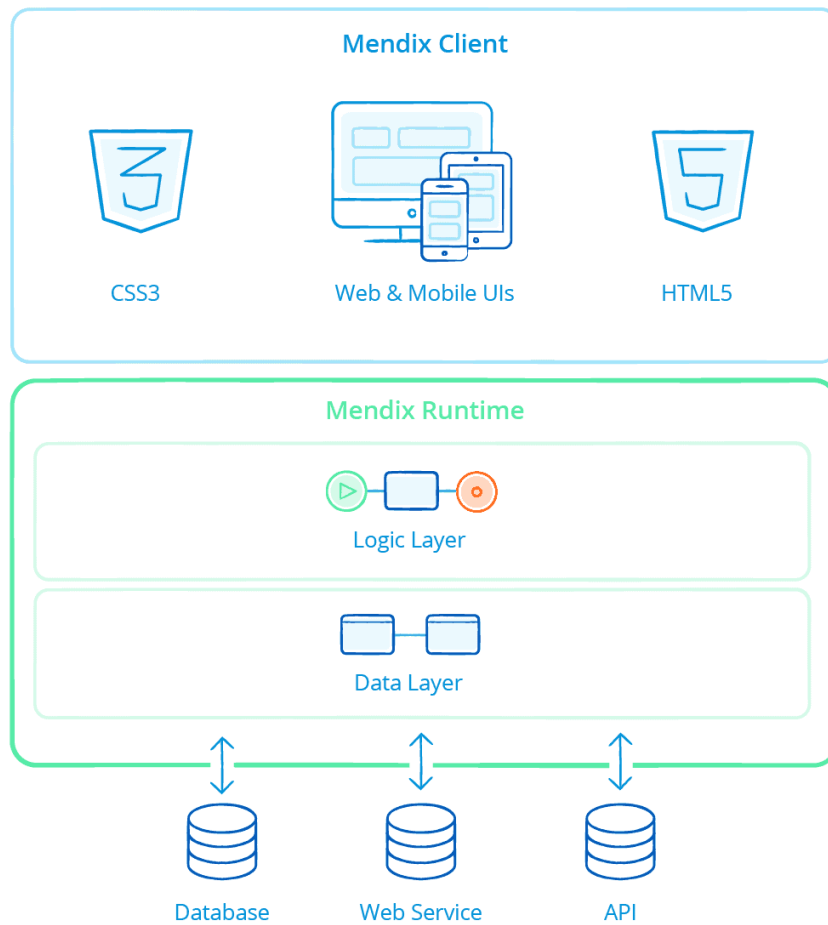 Mendix Client
CSS3
Web & Mobile UIs
HTML5
Mendix Runtime
Logic Layer
Data Layer
Database
Web Service
API